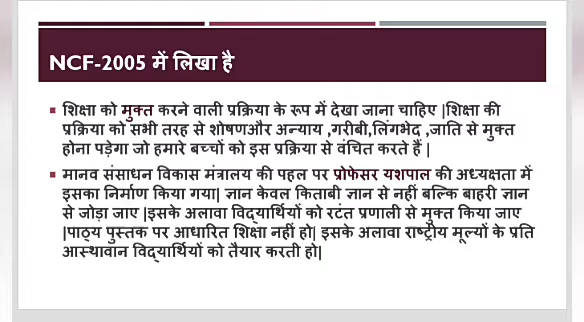 NCF-2005 में लिखा है
शिक्षा को मुक्त करने वाली प्रक्रिया के रूप में देखा जाना चाहिए |शिक्षा की
प्रक्रिया को सभी तरह से शोषणऔर अन्याय ,गरीबी,लिंगभेद ,जाति से मुक्त
होना पड़ेगा जो हमारे बच्चों को इस प्रक्रिया से वंचित करते हैं |
मानव संसाधन विकास मंत्रालय की पहल पर प्रोफेसर यशपाल की अध्यक्षता में
इसका निर्माण किया गया| ज्ञान केवल किताबी ज्ञान से नहीं बल्कि बाहरी ज्ञान
से जोड़ा जाए |इसके अलावा विद्यार्थियों को रटंत प्रणाली से मुक्त किया जाए
|पाठ्य पुस्तक पर आधारित शिक्षा नहीं हो| इसके अलावा राष्ट्रीय मूल्यों के प्रति
आस्थावान विद्यार्थियों को तैयार करती हो|